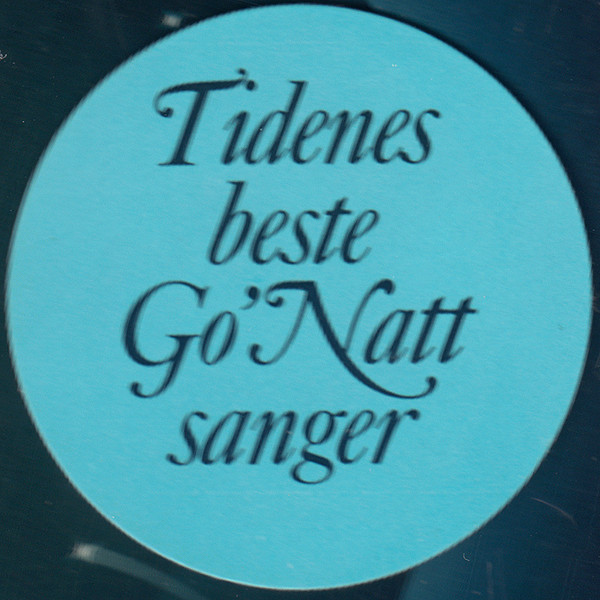 Tidenes
beste
Go'Natt
sanger